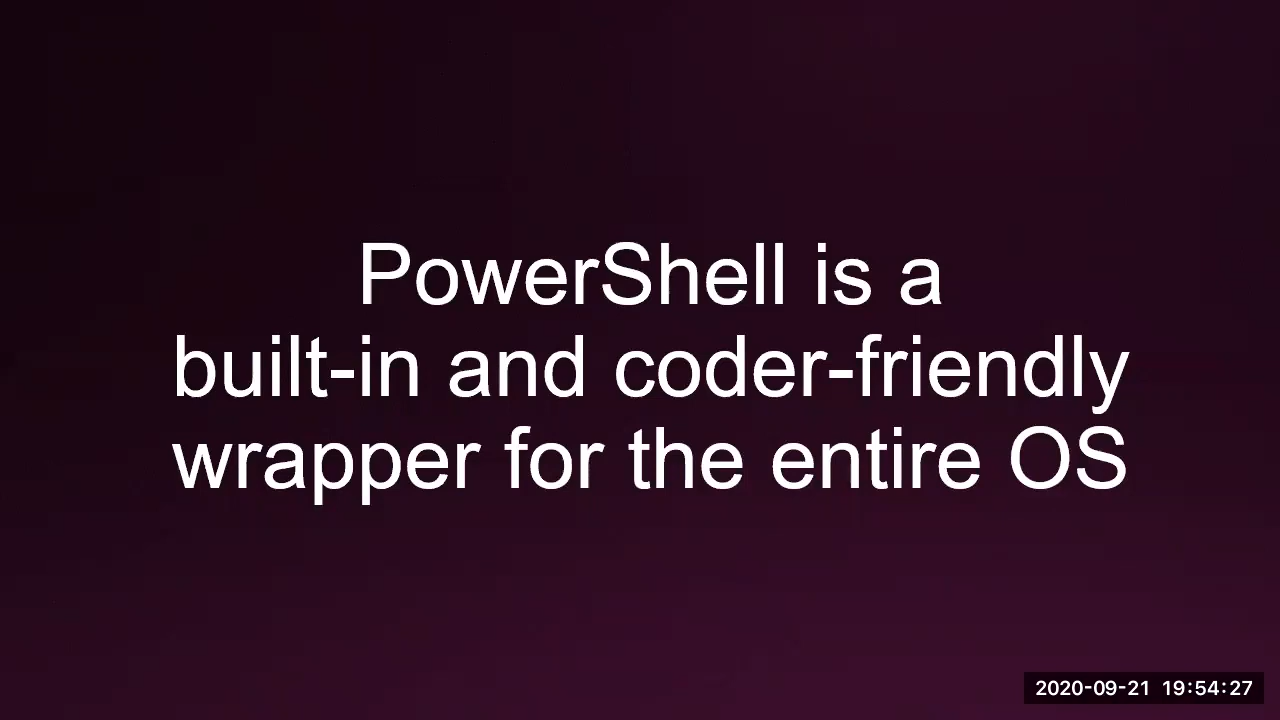 PowerShell is a
built-in and coder-friendly
wrapper for the entire OS
2020-09-21 19:54:27